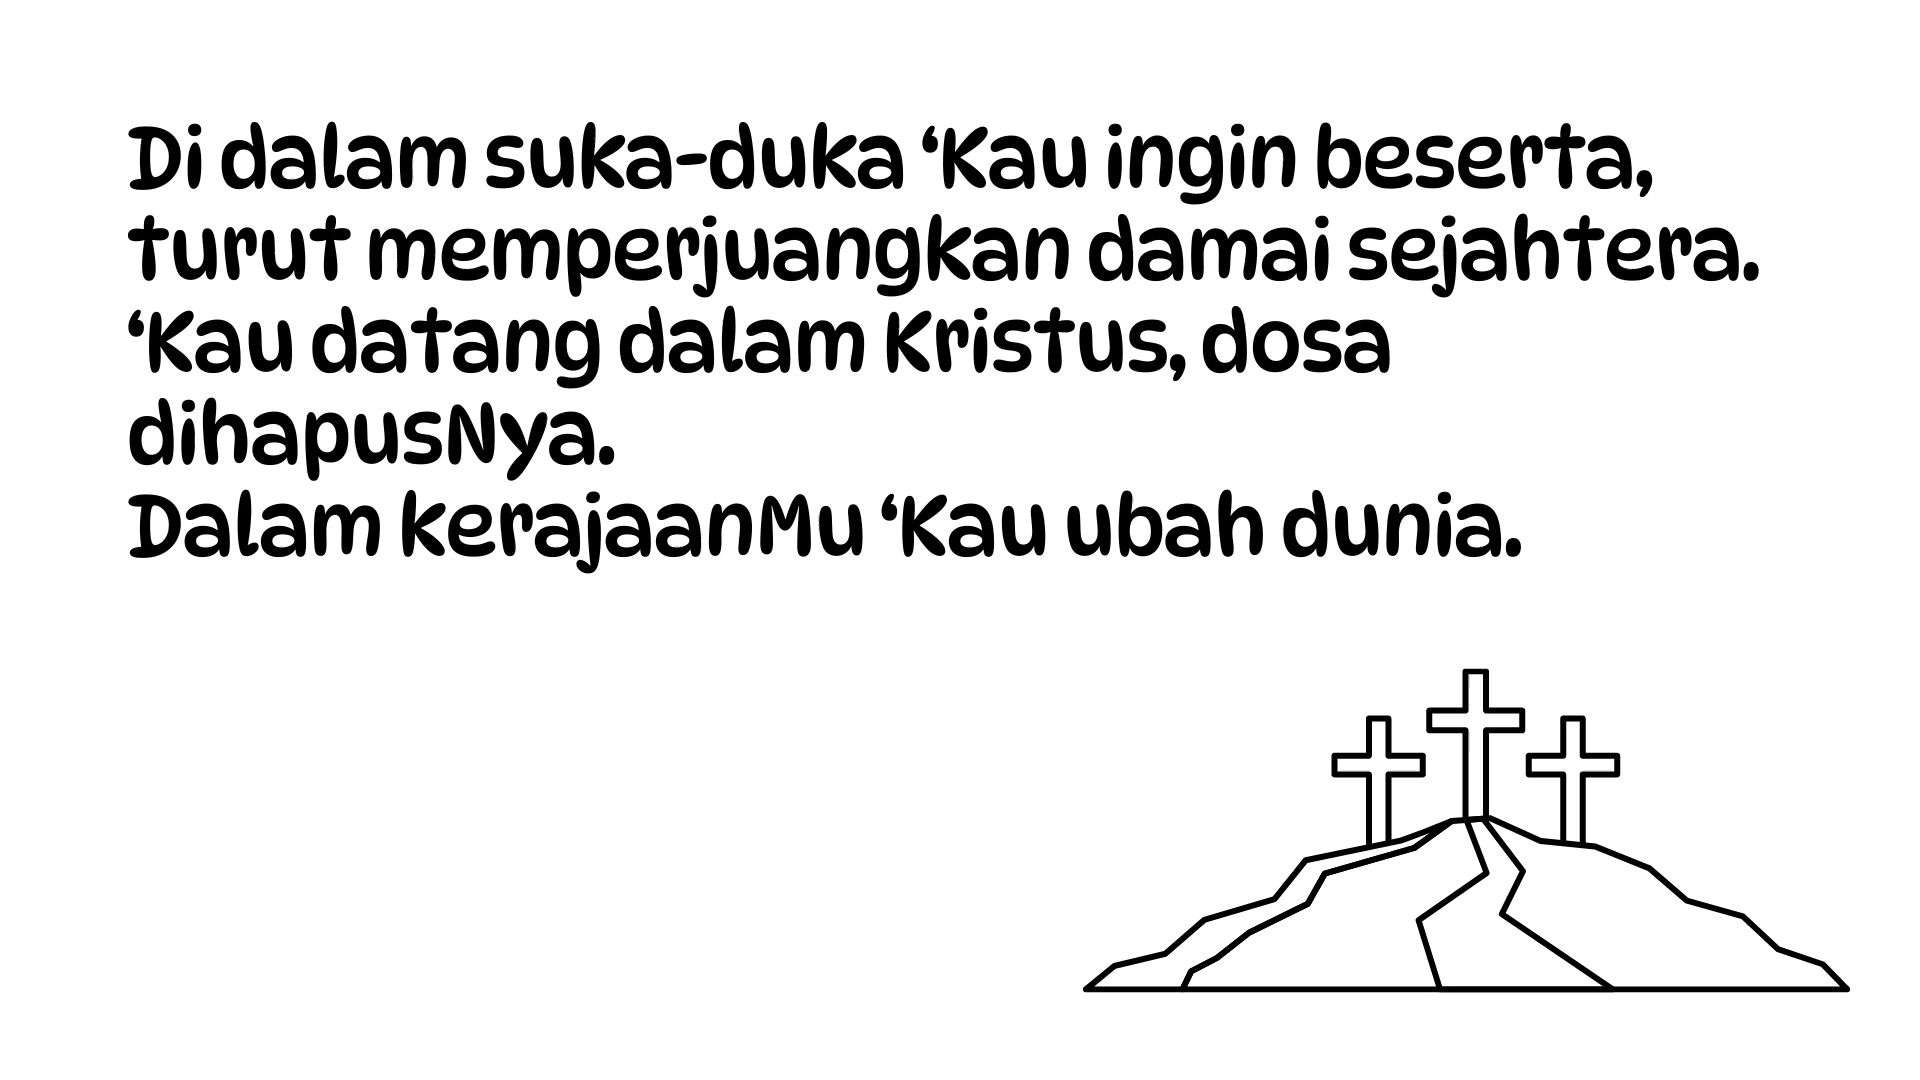 Di dalam suka-duka ‘Kau ingin beserta,
turut memperjuangkan damai sejahtera.
‘Kau datang dalam Kristus, dosa
dihapusNya.
Dalam kerajaanMu ‘Kau ubah dunia.